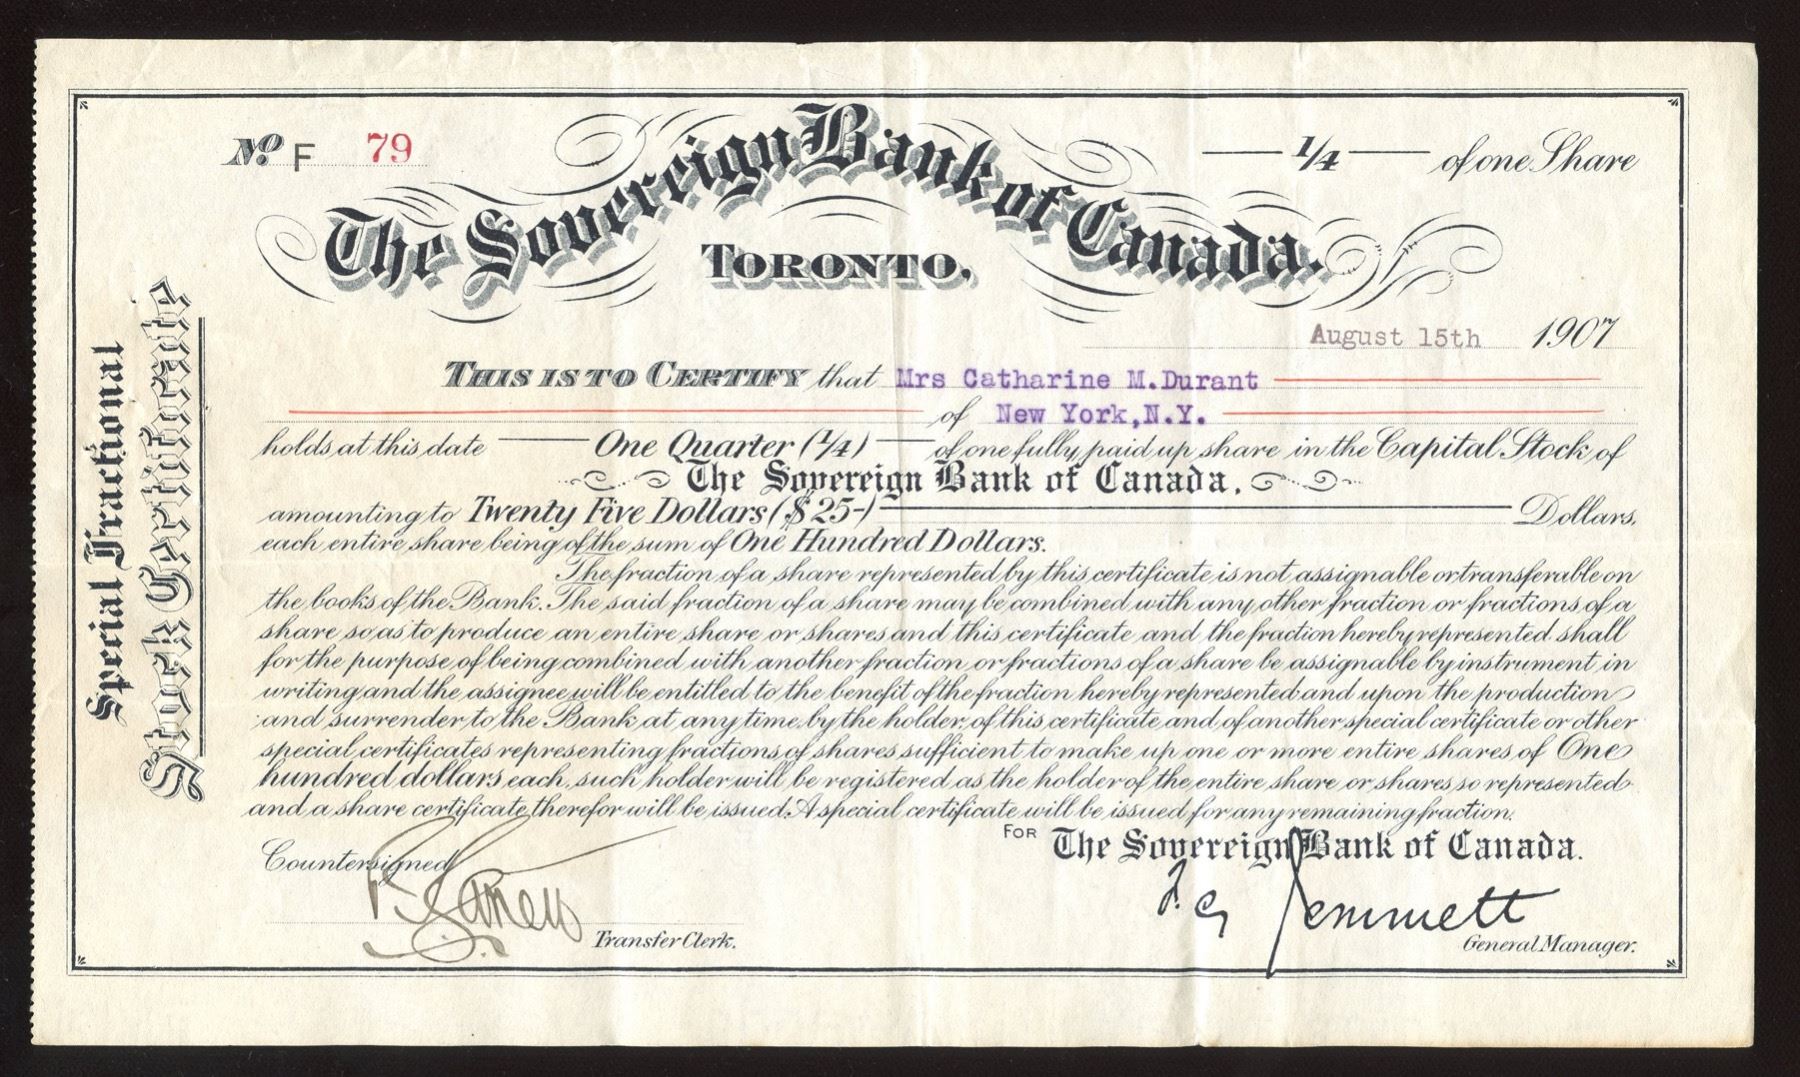 No. F 79
1/4 of one Share
The Sovereign Bank of Canada.
TORONTO,
August 15th 1907
THIS IS TO CERTIFY that Mrs Catharine M.Durant
of New York,N.Y.
holds at this date One Quarter (1/4) of one fully paid up share in the Capital Stock of
The Sovereign Bank of Canada.
amounting to Twenty Five Dollars ($25-) Dollars,
each entire share being of the sum of One Hundred Dollars.
The fraction of a share represented by this certificate is not assignable or transferable on
the books of the Bank. The said fraction of a share may be combined with any other fraction or fractions of a
share so as to produce an entire share or shares and this certificate and the fraction hereby represented shall
for the purpose of being combined with another fraction or fractions of a share be assignable by instrument in
writing and the assignee will be entitled to the benefit of the fraction hereby represented and upon the production
and surrender to the Bank at any time by the holder of this certificate and of another special certificate or other
special certificates representing fractions of shares sufficient to make up one or more entire shares of One
hundred dollars each, such holder will be registered as the holder of the entire share or shares so represented
and a share certificate therefor will be issued. A special certificate will be issued for any remaining fraction.
FOR The Sovereign Bank of Canada.
Countersigned
Transfer Clerk.
Jemmett
General Manager.
Special Fractional
Stock Certificate